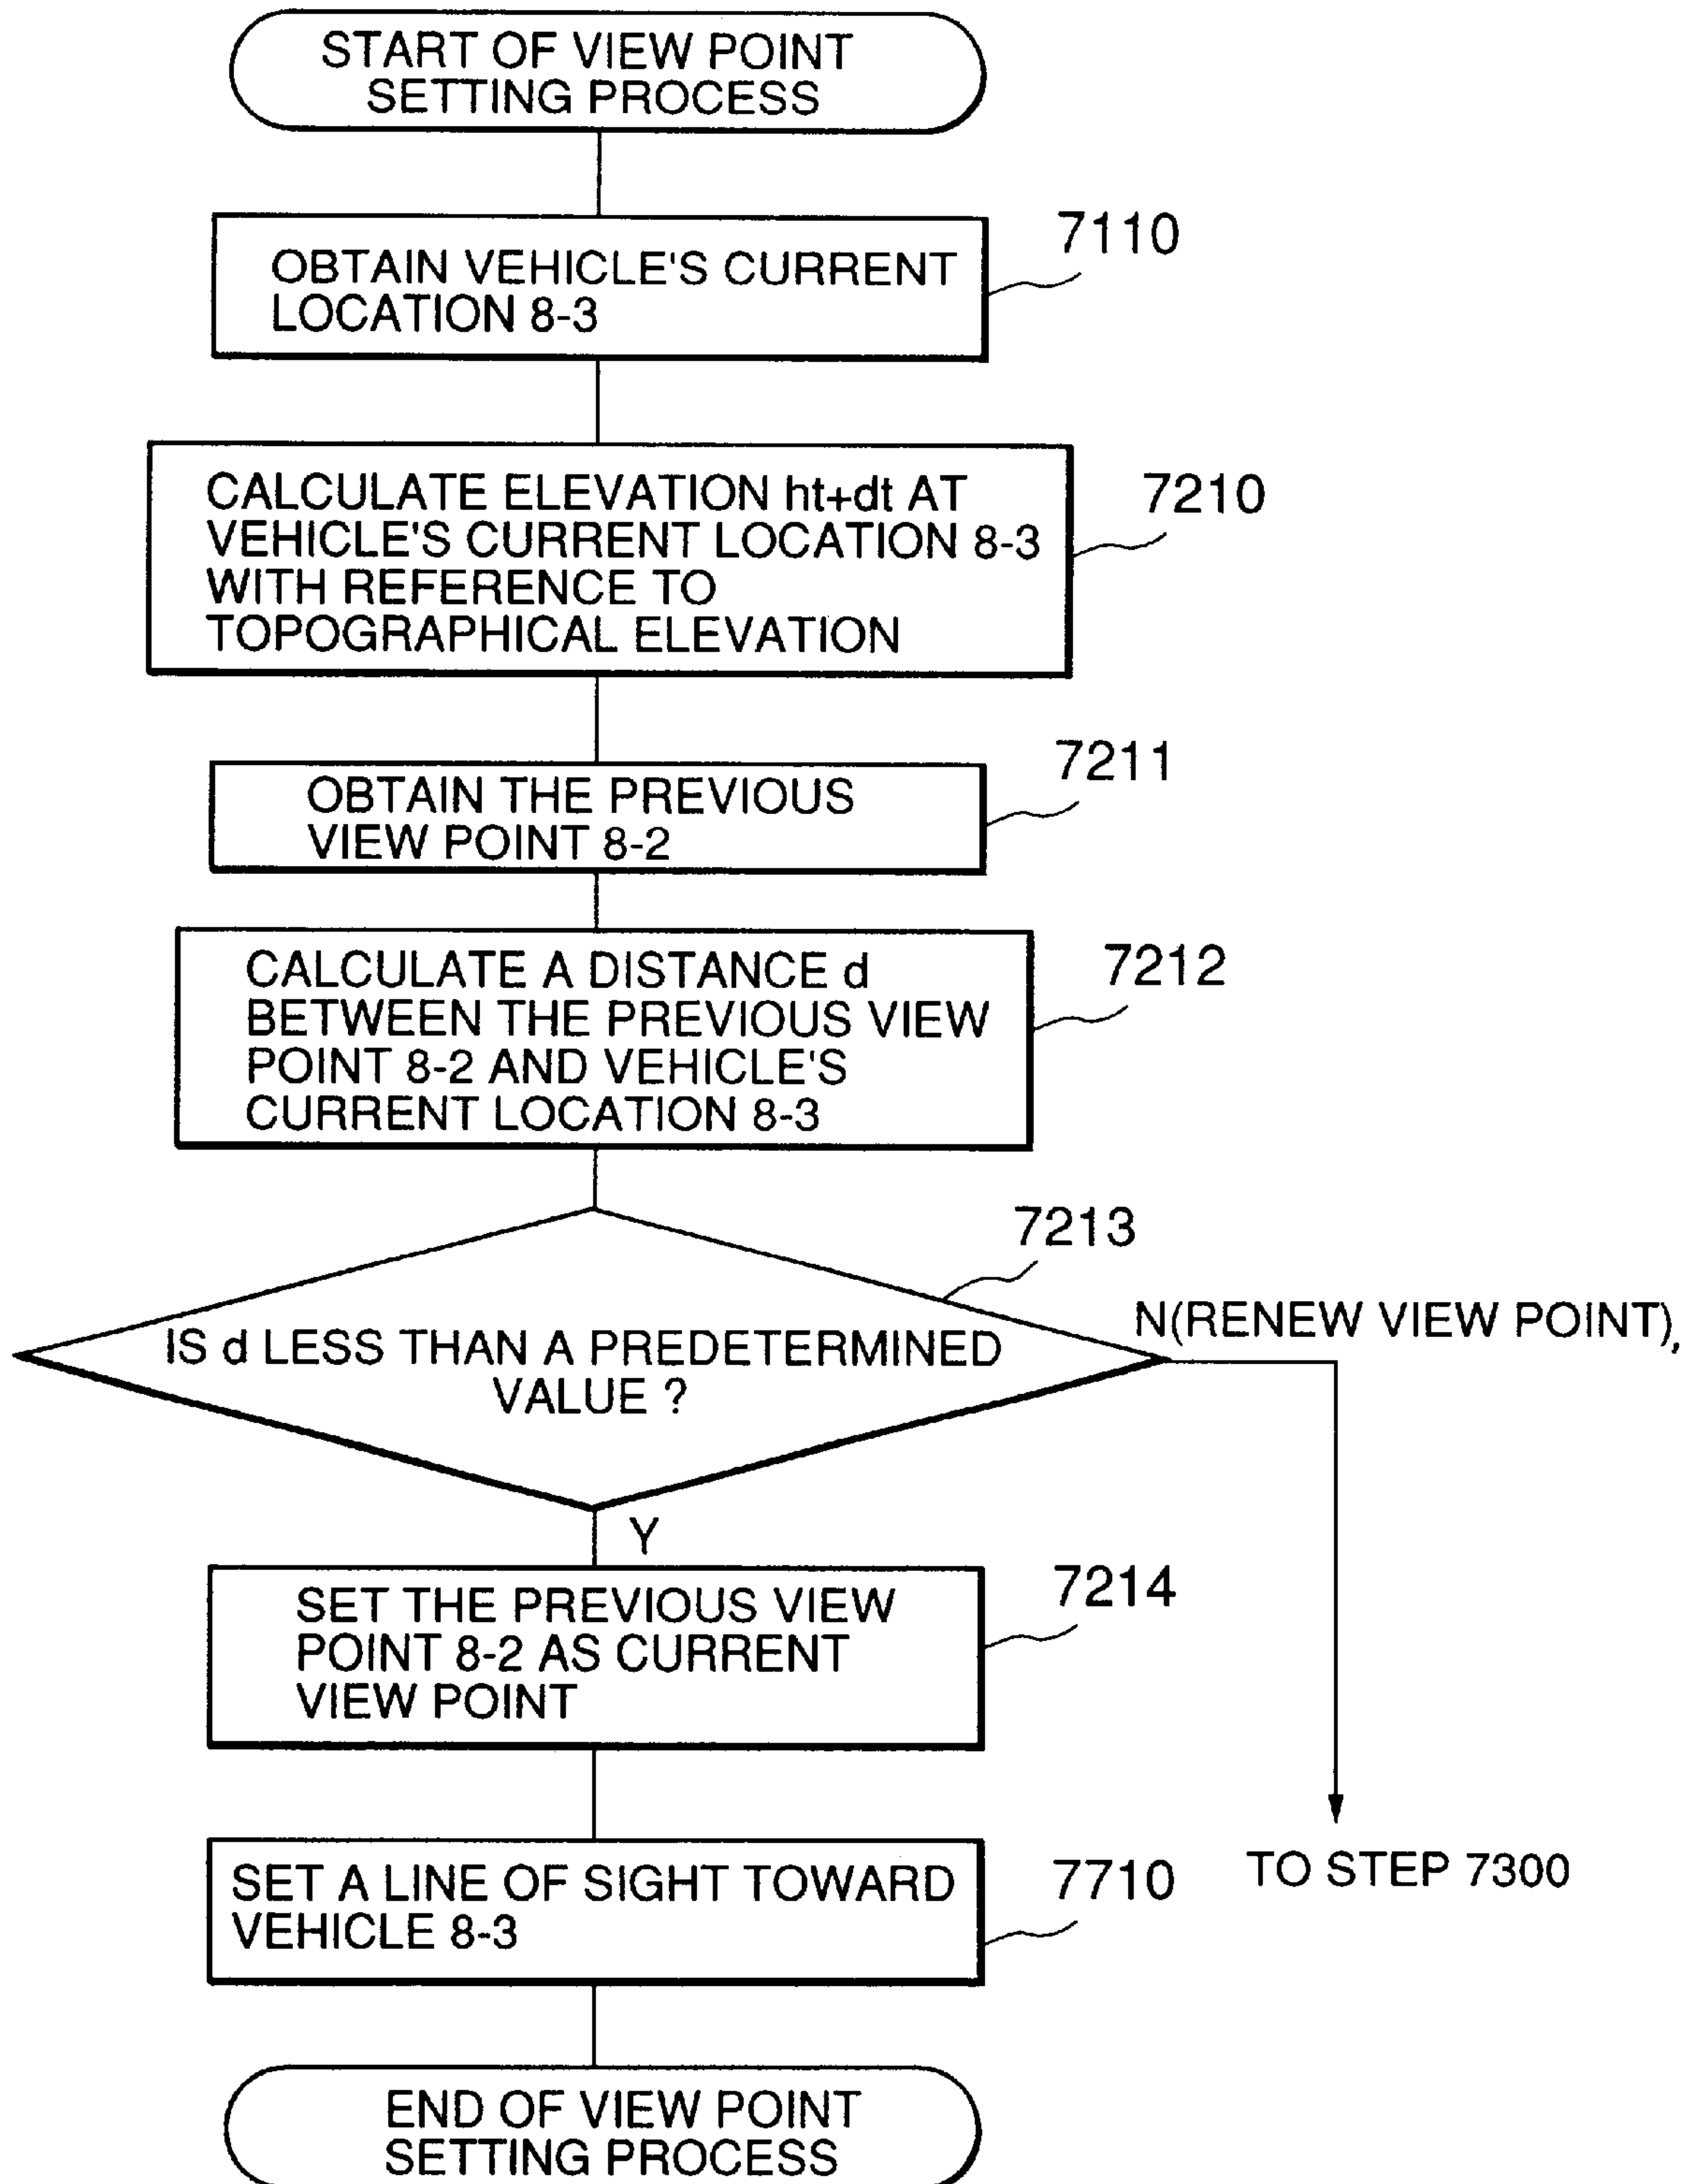 START OF VIEW POINT
SETTING PROCESS
7110
OBTAIN VEHICLE'S CURRENT
LOCATION 8-3
7210
CALCULATE ELEVATION ht+dt AT
VEHICLE'S CURRENT LOCATION 8-3
WITH REFERENCE TO
TOPOGRAPHICAL ELEVATION
7211
OBTAIN THE PREVIOUS
VIEW POINT 8-2
7212
CALCULATE A DISTANCE d
BETWEEN THE PREVIOUS VIEW
POINT 8-2 AND VEHICLE'S
CURRENT LOCATION 8-3
7213
N(RENEW VIEW POINT),
IS d LESS THAN A PREDETERMINED
VALUE ?
Y
7214
SET THE PREVIOUS VIEW
POINT 8-2 AS CURRENT
VIEW POINT
7710
TO STEP 7300
SET A LINE OF SIGHT TOWARD
VEHICLE 8-3
END OF VIEW POINT
SETTING PROCESS